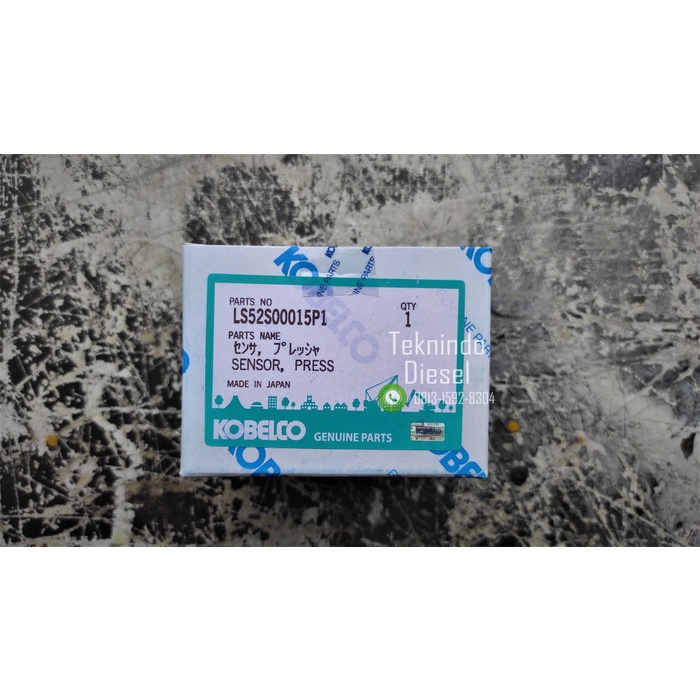 PARTS NO
QTY
LS52S00015P1
1
PARTS NAME
センサ, プレッシャ
SENSOR, PRESS
MADE IN JAPAN
KOBELCO
GENUINE PARTS
KOBELCO
Teknindo
Diesel
0813-1592-8304